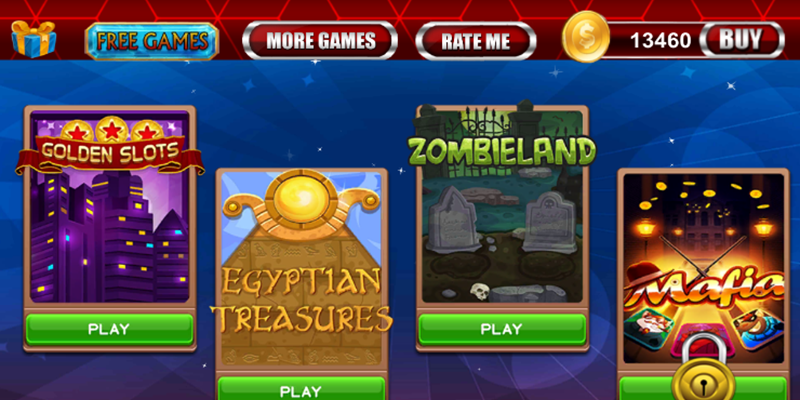 FREE GAMES
MORE GAMES
RATE ME
13460
BUY
GOLDEN SLOTS
PLAY
EGYPTIAN
TREASURES
PLAY
ZOMBIELAND
PLAY
Mafia